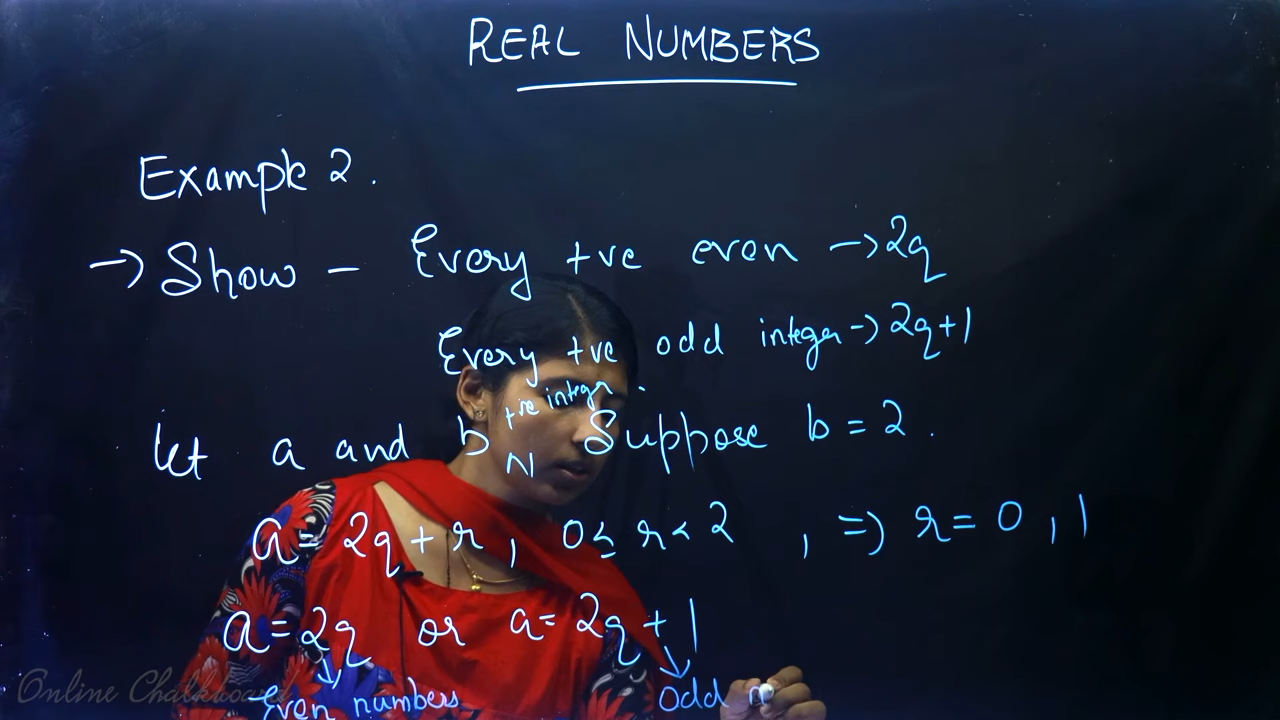 REAL NUMBERS
Example 2.
→ Show – Every +ve even → 2q
Every +ve odd integer → 2q+1
+ve integer.
Let a and b N Suppose b = 2.
a = 2q + r, 0 ≤ r < 2, ⇒ r = 0, 1
a = 2q or a = 2q + 1
Even numbers Odd n
Online Chalkboard